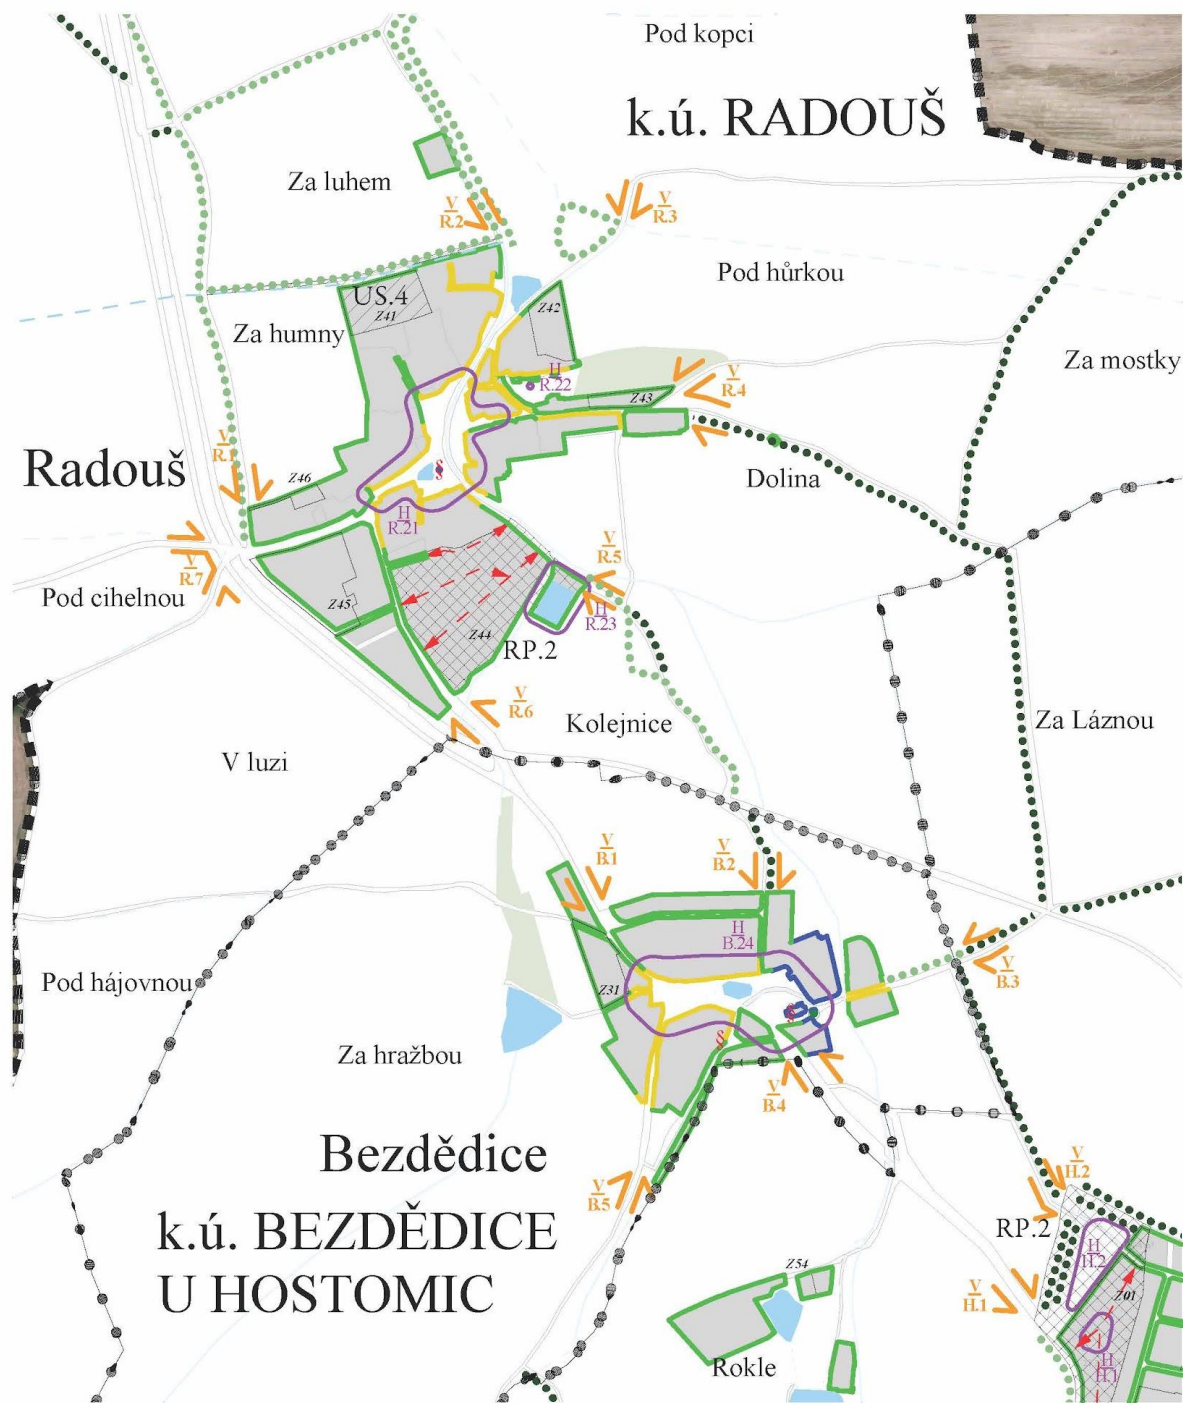 Pod kopci
k.ú. RADOUŠ
Za luhem
V
R.2
V
R.3
Pod hůrkou
US.4
Z41
Z42
Za humny
H
R.22
Z43
V
R.4
Za mostky
Radouš
V
R.1
Z46
§
Dolina
H
R.21
V
R.7
V
R.5
Pod cihelnou
Z45
Z44
H
R.23
RP.2
V
R.6
Kolejnice
Za Láznou
V luzi
V
B.1
V
B.2
H
B.24
Pod hájovnou
Z31
V
B.3
§
§
Za hražbou
V
B.4
Bezdědice
V
B.5
V
H.2
k.ú. BEZDĚDICE
U HOSTOMIC
RP.2
H
H.2
Z54
V
H.1
Z01
Rokle
H
H.1